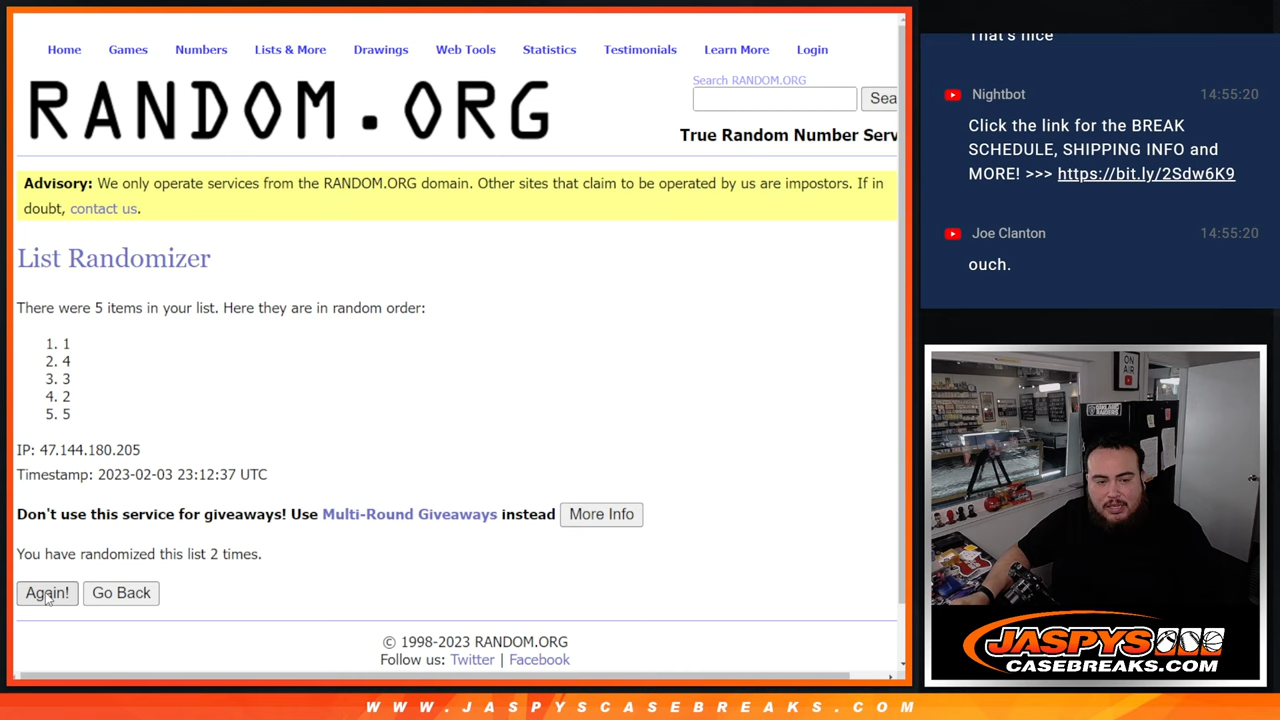 Home Games Numbers Lists & More Drawings Web Tools Statistics Testimonials Learn More Login
RANDOM.ORG
Search RANDOM.ORG
Sea
True Random Number Serv
Advisory: We only operate services from the RANDOM.ORG domain. Other sites that claim to be operated by us are impostors. If in
doubt, contact us.
List Randomizer
There were 5 items in your list. Here they are in random order:
1. 1
2. 4
3. 3
4. 2
5. 5
IP: 47.144.180.205
Timestamp: 2023-02-03 23:12:37 UTC
Don't use this service for giveaways! Use Multi-Round Giveaways instead More Info
You have randomized this list 2 times.
Again! Go Back
© 1998-2023 RANDOM.ORG
Follow us: Twitter | Facebook
That's nice
Nightbot 14:55:20
Click the link for the BREAK
SCHEDULE, SHIPPING INFO and
MORE! >>> https://bit.ly/2Sdw6K9
Joe Clanton 14:55:20
ouch.
ON
AIR
JASPYS
CASEBREAKS.COM
WWW.JASPYSCASEBREAKS.COM